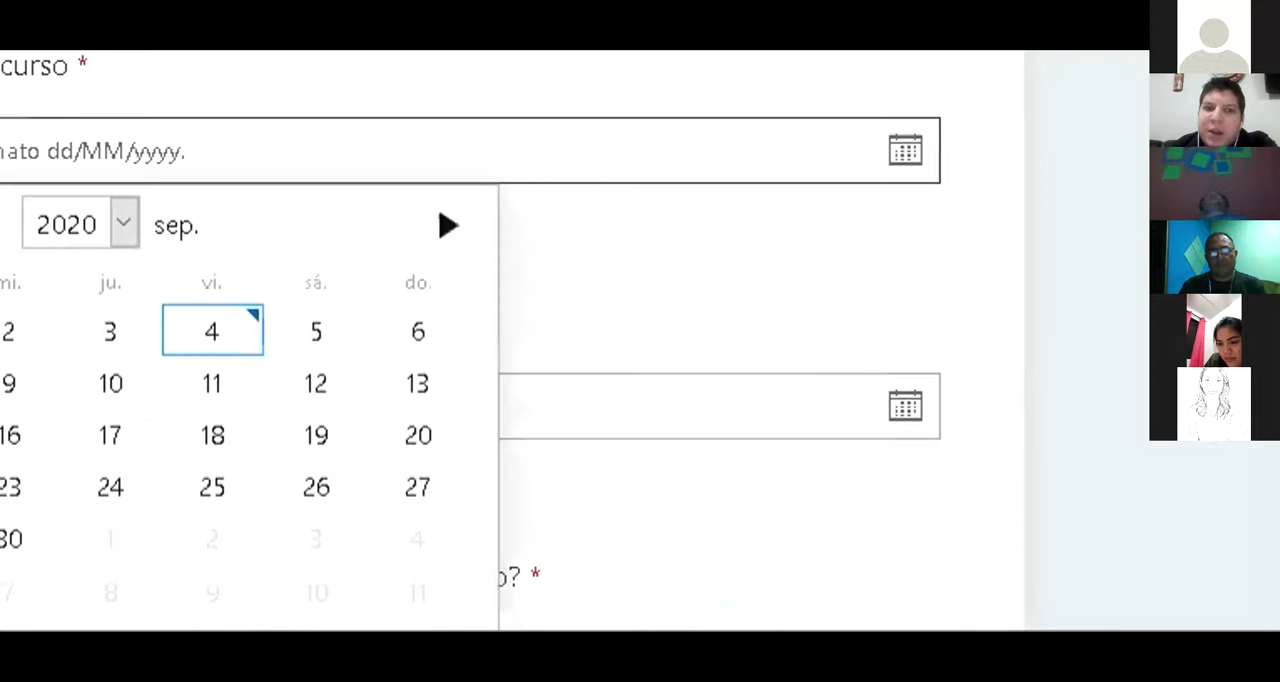 curso *
dd/MM/yyyy.
2020 sep.
mi. ju. vi. sá. do.
2 3 4 5 6
9 10 11 12 13
16 17 18 19 20
23 24 25 26 27
30 1 2 3 4
7 8 9 10 11
o? *